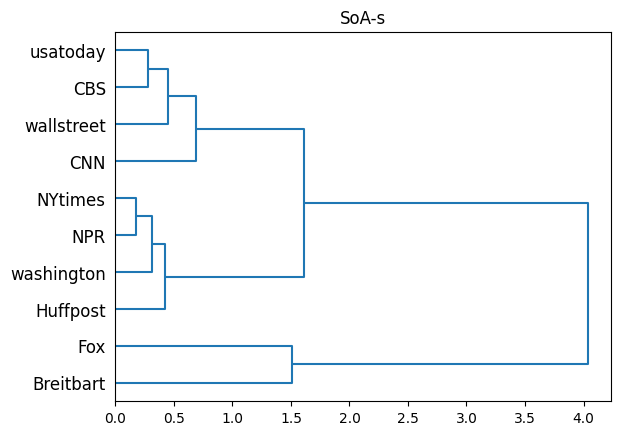 SoA-s
usatoday
CBS
wallstreet
CNN
NYtimes
NPR
washington
Huffpost
Fox
Breitbart
0.0 0.5 1.0 1.5 2.0 2.5 3.0 3.5 4.0